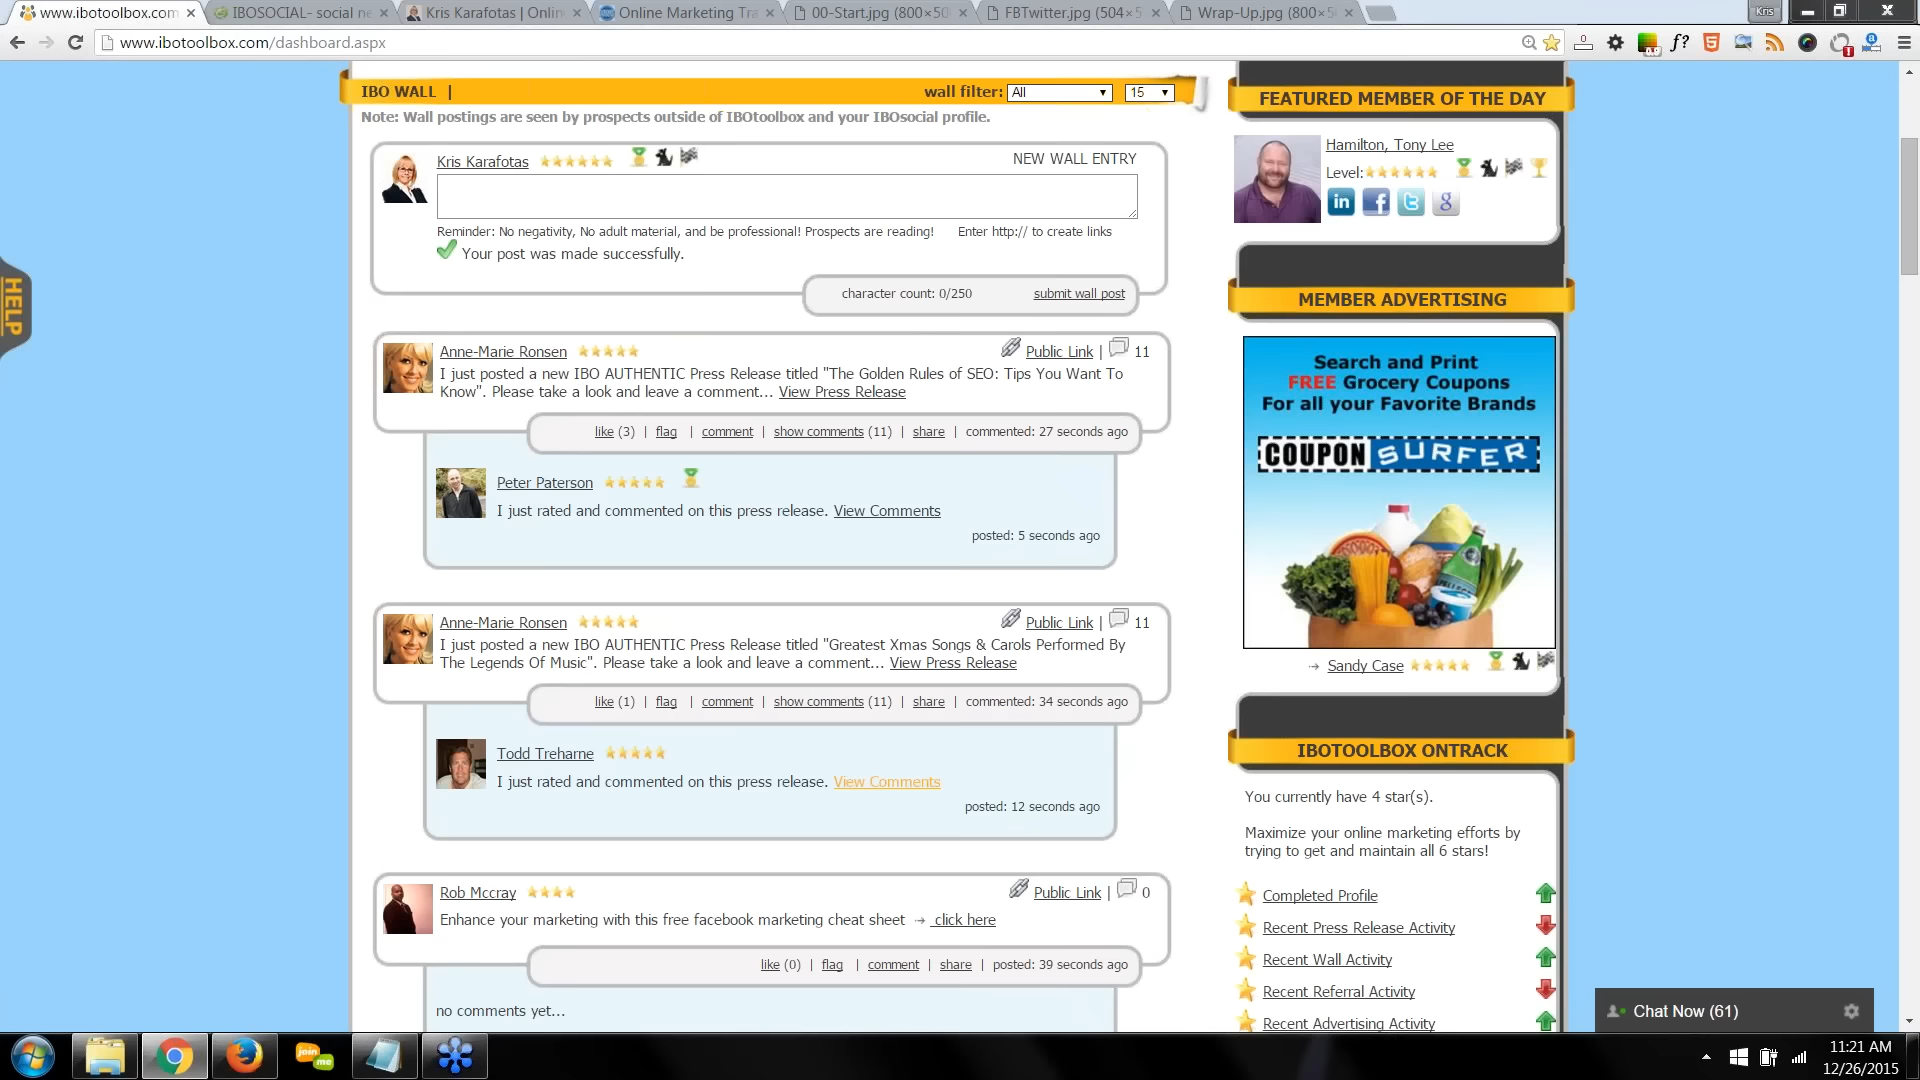 www.ibotoolbox.com
IBOSOCIAL- social ne
Kris Karafotas | Onlin
Online Marketing Tra
00-Start.jpg (800×50
FBTwitter.jpg (504×5
Wrap-Up.jpg (800×5
Kris
www.ibotoolbox.com/dashboard.aspx
HELP
IBO WALL |
wall filter: All 15
Note: Wall postings are seen by prospects outside of IBOtoolbox and your IBOsocial profile.
Kris Karafotas
NEW WALL ENTRY
Reminder: No negativity, No adult material, and be professional! Prospects are reading! Enter http:// to create links
Your post was made successfully.
character count: 0/250 submit wall post
Anne-Marie Ronsen
Public Link | 11
I just posted a new IBO AUTHENTIC Press Release titled "The Golden Rules of SEO: Tips You Want To
Know". Please take a look and leave a comment... View Press Release
like (3) | flag | comment | show comments (11) | share | commented: 27 seconds ago
Peter Paterson
I just rated and commented on this press release. View Comments
posted: 5 seconds ago
Anne-Marie Ronsen
Public Link | 11
I just posted a new IBO AUTHENTIC Press Release titled "Greatest Xmas Songs & Carols Performed By
The Legends Of Music". Please take a look and leave a comment... View Press Release
like (1) | flag | comment | show comments (11) | share | commented: 34 seconds ago
Todd Treharne
I just rated and commented on this press release. View Comments
posted: 12 seconds ago
Rob Mccray
Public Link | 0
Enhance your marketing with this free facebook marketing cheat sheet → click here
like (0) | flag | comment | share | posted: 39 seconds ago
no comments yet...
FEATURED MEMBER OF THE DAY
Hamilton, Tony Lee
Level:
MEMBER ADVERTISING
Search and Print
FREE Grocery Coupons
For all your Favorite Brands
COUPON SURFER
→ Sandy Case
IBOTOOLBOX ONTRACK
You currently have 4 star(s).
Maximize your online marketing efforts by
trying to get and maintain all 6 stars!
Completed Profile
Recent Press Release Activity
Recent Wall Activity
Recent Referral Activity
Recent Advertising Activity
Chat Now (61)
join me
11:21 AM
12/26/2015